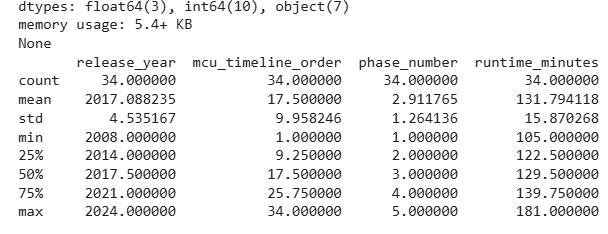 dtypes: float64(3), int64(10), object(7)
memory usage: 5.4+ KB
None
release_year mcu_timeline_order phase_number runtime_minutes
count 34.000000 34.000000 34.000000 34.000000
mean 2017.088235 17.500000 2.911765 131.794118
std 4.535167 9.958246 1.264136 15.870268
min 2008.000000 1.000000 1.000000 105.000000
25% 2014.000000 9.250000 2.000000 122.500000
50% 2017.500000 17.500000 3.000000 129.500000
75% 2021.000000 25.750000 4.000000 139.750000
max 2024.000000 34.000000 5.000000 181.000000